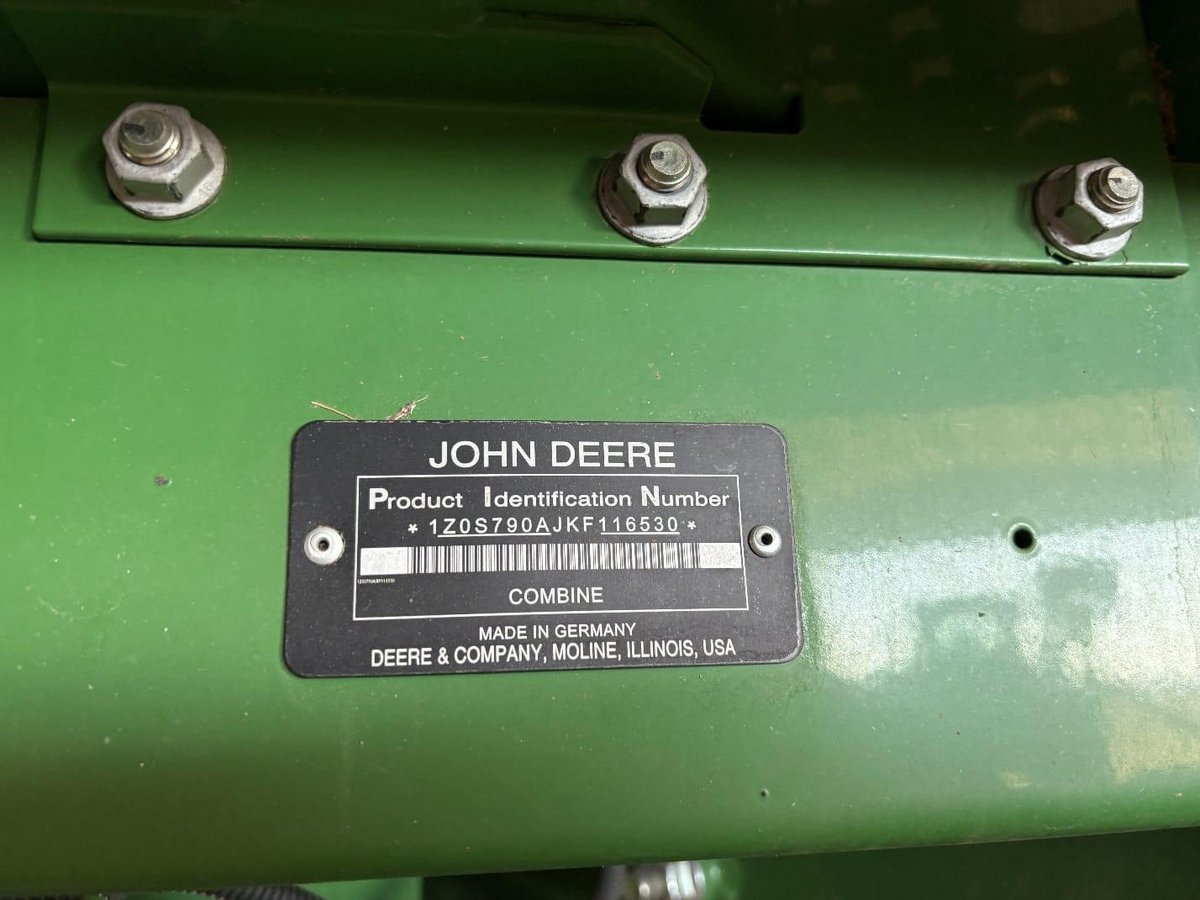 JOHN DEERE
Product Identification Number
* 1Z0S790AJKF116530 *
COMBINE
MADE IN GERMANY
DEERE & COMPANY, MOLINE, ILLINOIS, USA